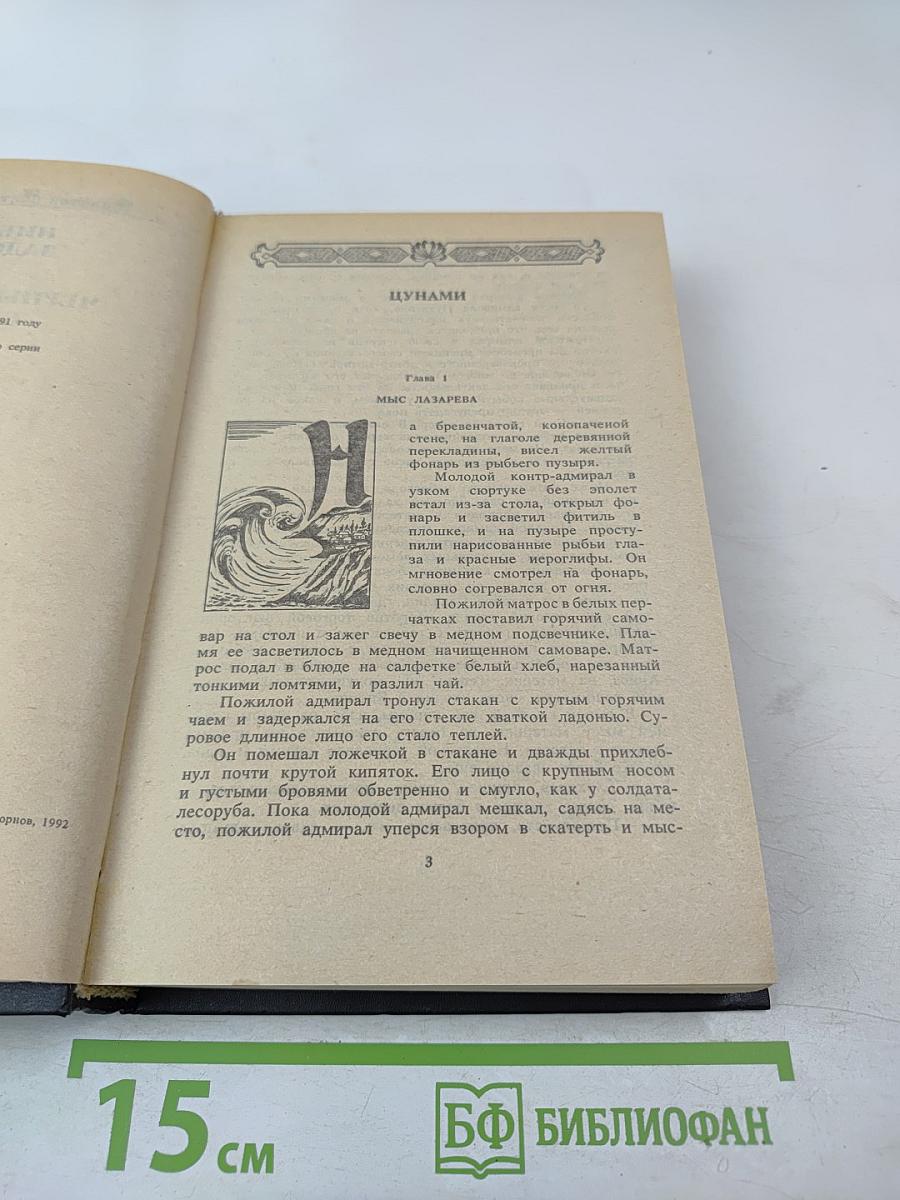 91 году
серии
орнов, 1992
ЦУНАМИ
Глава 1
МЫС ЛАЗАРЕВА
Н
а бревенчатой, конопаченой
стене, на глаголе деревянной
перекладины, висел желтый
фонарь из рыбьего пузыря.
Молодой контр-адмирал в
узком сюртуке без эполет
встал из-за стола, открыл фо-
нарь и засветил фитиль в
плошке, и на пузыре просту-
пили нарисованные рыбьи гла-
за и красные иероглифы. Он
мгновение смотрел на фонарь,
словно согревался от огня.
Пожилой матрос в белых пер-
чатках поставил горячий само-
вар на стол и зажег свечу в медном подсвечнике. Пла-
мя ее засветилось в медном начищенном самоваре. Мат-
рос подал в блюде на салфетке белый хлеб, нарезанный
тонкими ломтями, и разлил чай.
Пожилой адмирал тронул стакан с крутым горячим
чаем и задержался на его стекле хваткой ладонью. Су-
ровое длинное лицо его стало теплей.
Он помешал ложечкой в стакане и дважды прихлеб-
нул почти крутой кипяток. Его лицо с крупным носом
и густыми бровями обветренно и смугло, как у солдата-
лесоруба. Пока молодой адмирал мешкал, садясь на ме-
сто, пожилой адмирал уперся взором в скатерть и мыс-
3
15 см
БФ БИБЛИОФАН